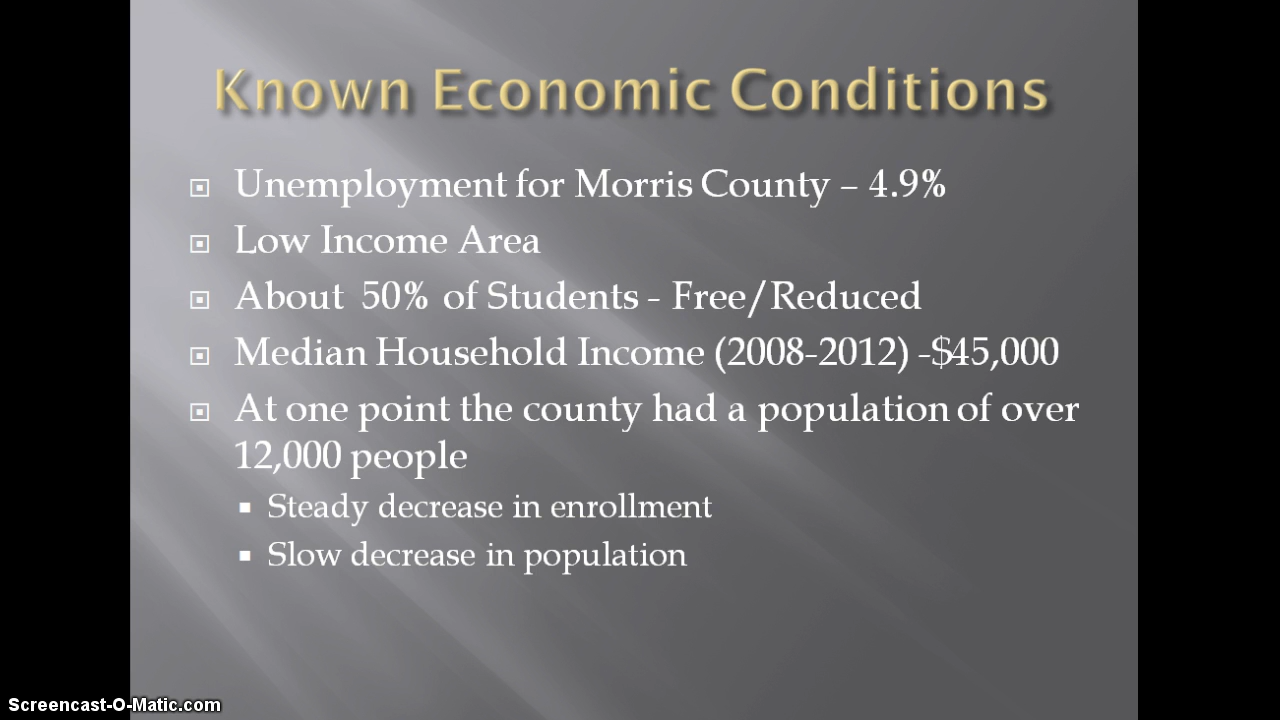 Known Economic Conditions
Unemployment for Morris County – 4.9%
Low Income Area
About 50% of Students - Free/Reduced
Median Household Income (2008-2012) -$45,000
At one point the county had a population of over
12,000 people
Steady decrease in enrollment
Slow decrease in population
Screencast-O-Matic.com